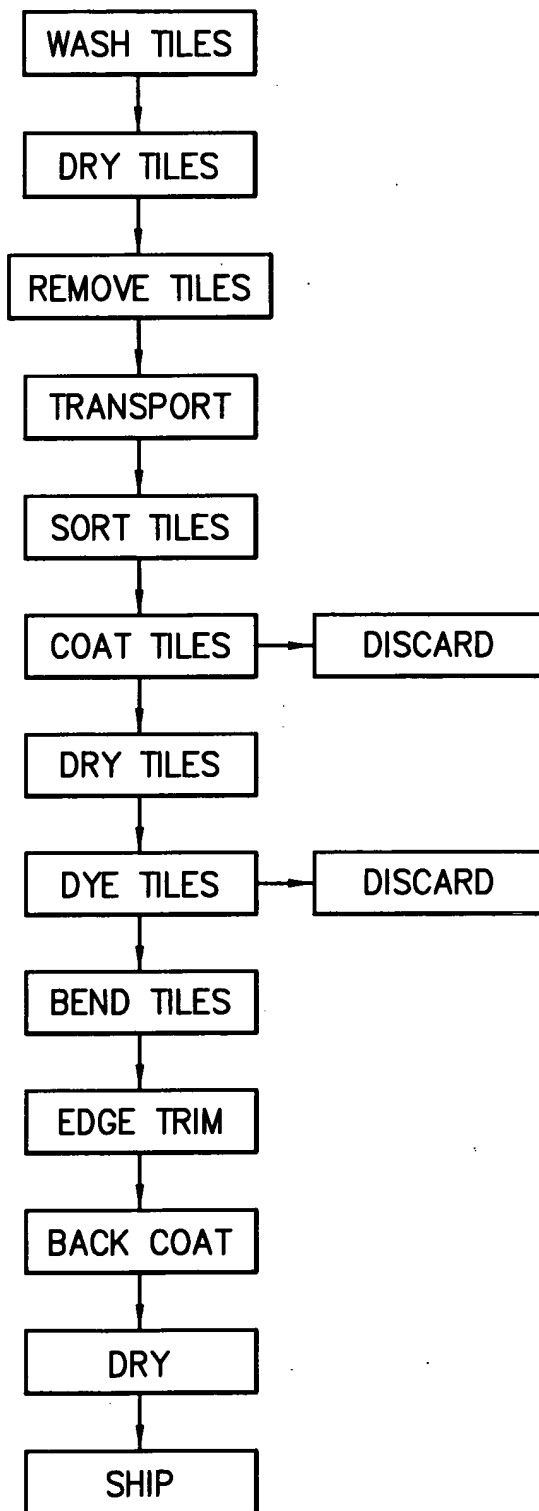 WASH TILES
DRY TILES
REMOVE TILES
TRANSPORT
SORT TILES
COAT TILES
DISCARD
DRY TILES
DYE TILES
DISCARD
BEND TILES
EDGE TRIM
BACK COAT
DRY
SHIP